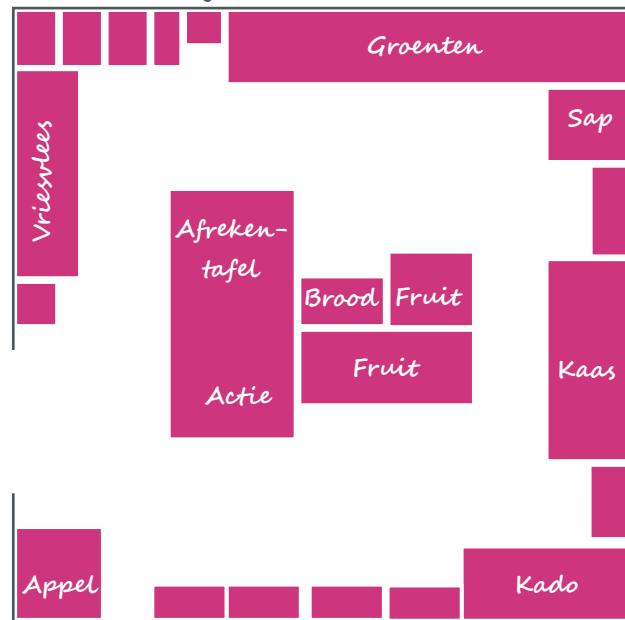 Groenten
Sap
Vriesvlees
Afreken-
tafel
Brood
Fruit
Fruit
Kaas
Actie
Appel
Kado